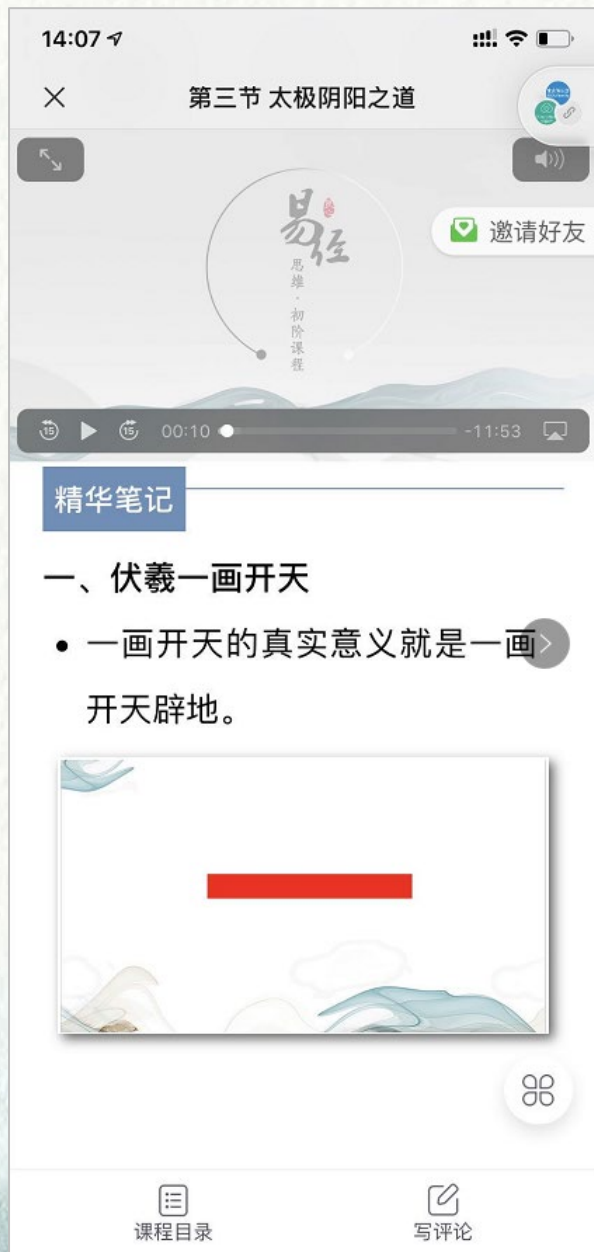 14:07
第三节 太极阴阳之道
易经
思维·初阶课程
邀请好友
15
15
00:10
-11:53
精华笔记
一、伏羲一画开天
• 一画开天的真实意义就是一画
开天辟地。
课程目录
写评论